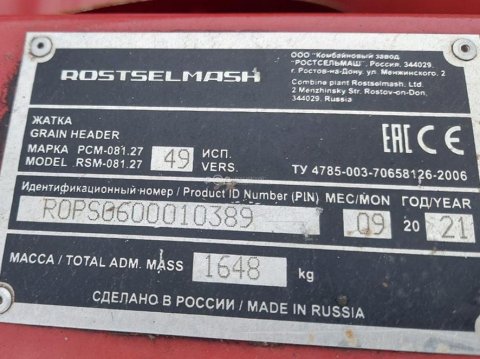 ROSTSELMASH
ООО "Комбайновый завод
"РОСТСЕЛЬМАШ". Россия. 344029.
г. Ростов-на-Дону. ул. Менжинского 2
Combine plant Rostselmash. Ltd.
2 Menzhinsky Str. Rostov-on-Don,
344029, Russia
ЖАТКА
GRAIN HEADER
МАРКА РСМ-081.27 49 ИСП.
MODEL RSM-081.27 VERS.
EAC CE
ТУ 4785-003-70658126-2006
Идентификационный номер / Product ID Number (PIN) МЕС/MON ГОД/YEAR
R0PS0600010389 09 20 21
МАССА / TOTAL ADM. MASS 1648 kg
СДЕЛАНО В РОССИИ / MADE IN RUSSIA